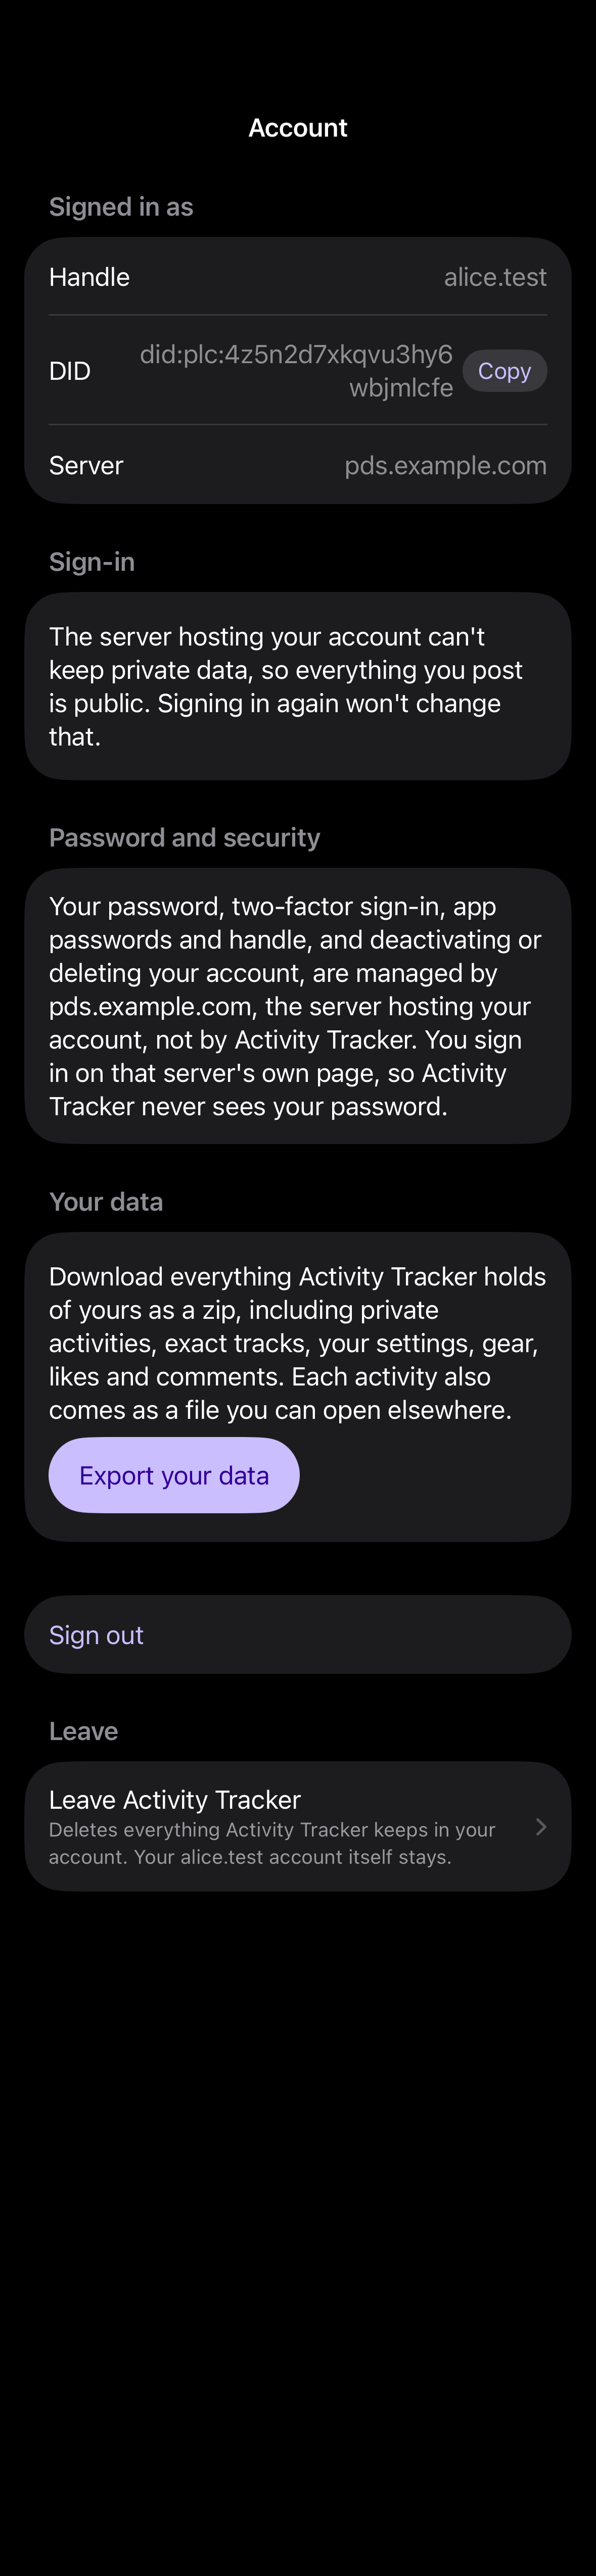 Account
Signed in as
Handle
alice.test
DID
did:plc:4z5n2d7xkqvu3hy6
wbjmlcfe
Copy
Server
pds.example.com
Sign-in
The server hosting your account can't
keep private data, so everything you post
is public. Signing in again won't change
that.
Password and security
Your password, two-factor sign-in, app
passwords and handle, and deactivating or
deleting your account, are managed by
pds.example.com, the server hosting your
account, not by Activity Tracker. You sign
in on that server's own page, so Activity
Tracker never sees your password.
Your data
Download everything Activity Tracker holds
of yours as a zip, including private
activities, exact tracks, your settings, gear,
likes and comments. Each activity also
comes as a file you can open elsewhere.
Export your data
Sign out
Leave
Leave Activity Tracker
Deletes everything Activity Tracker keeps in your
account. Your alice.test account itself stays.